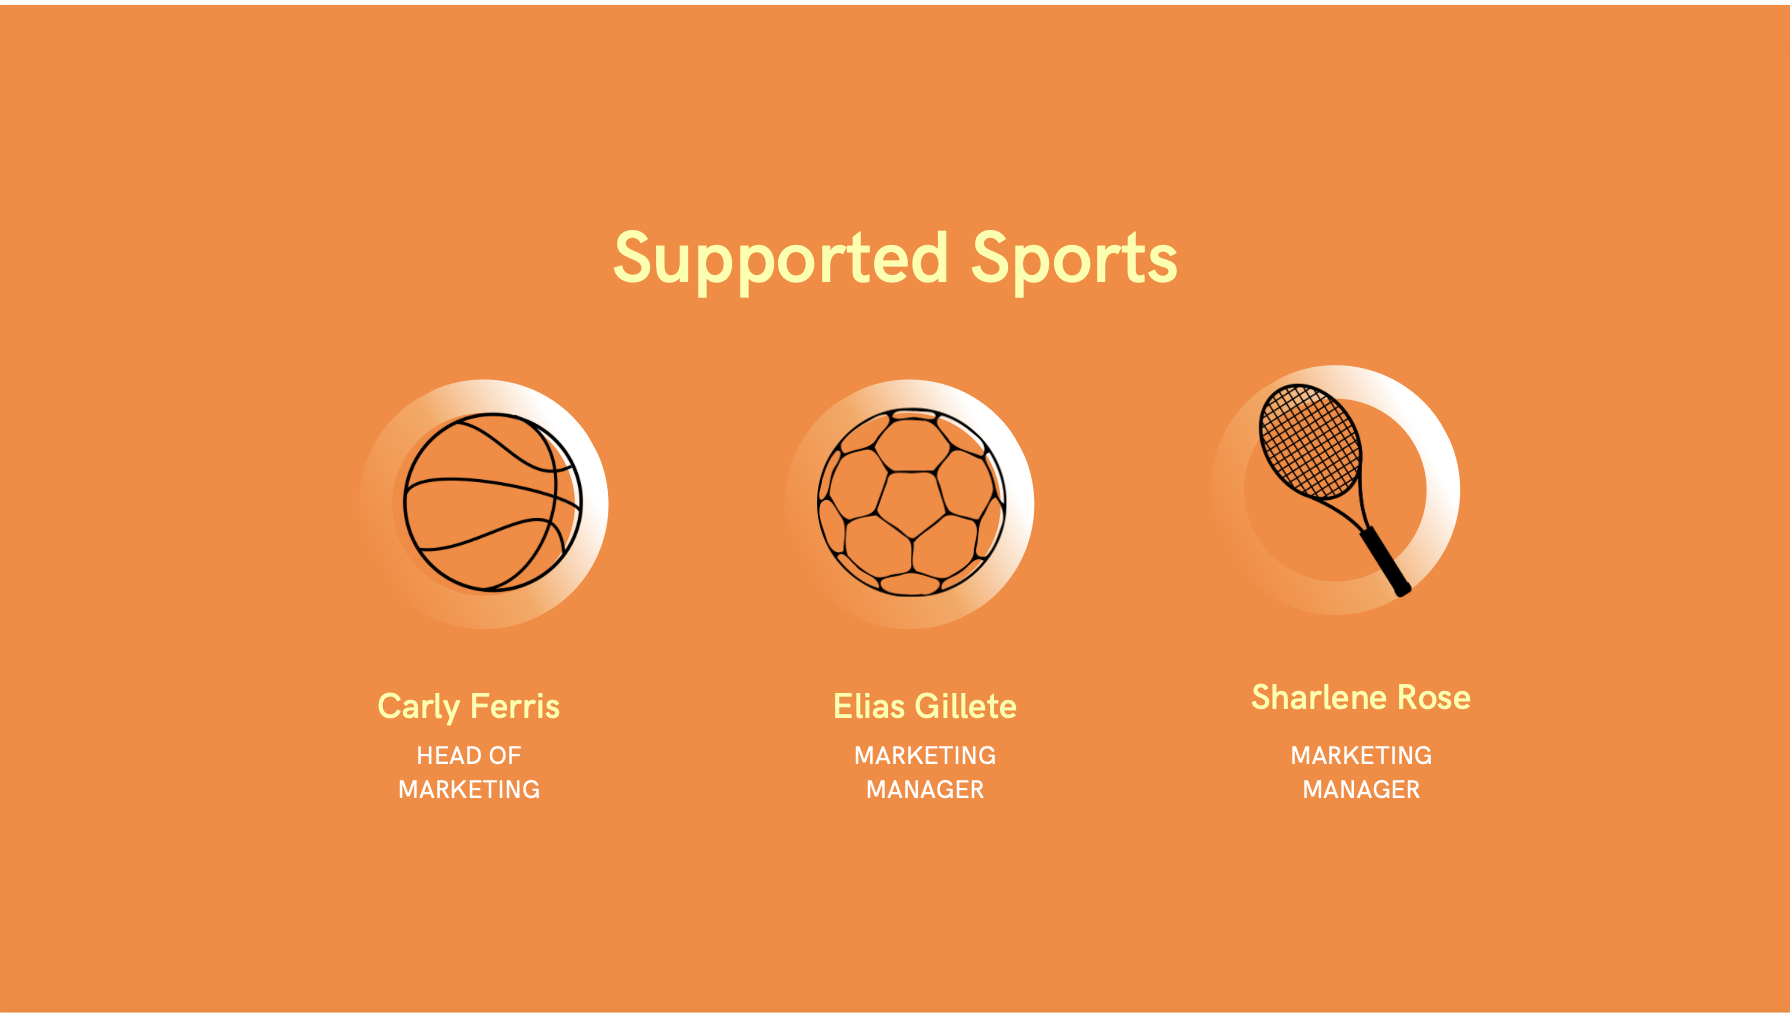 Supported Sports
Carly Ferris
HEAD OF
MARKETING
Elias Gillete
MARKETING
MANAGER
Sharlene Rose
MARKETING
MANAGER